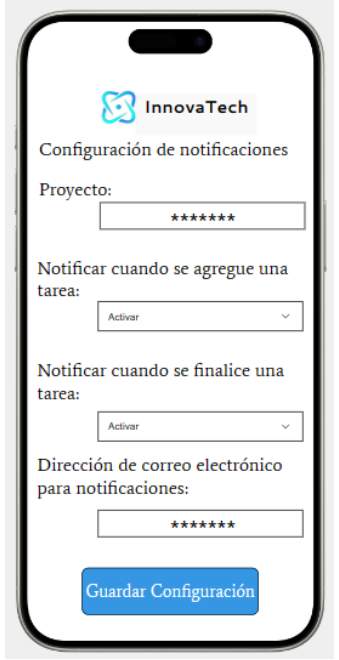 InnovaTech
Configuración de notificaciones
Proyecto:
*******
Notificar cuando se agregue una
tarea:
Activar
Notificar cuando se finalice una
tarea:
Activar
Dirección de correo electrónico
para notificaciones:
*******
Guardar Configuración